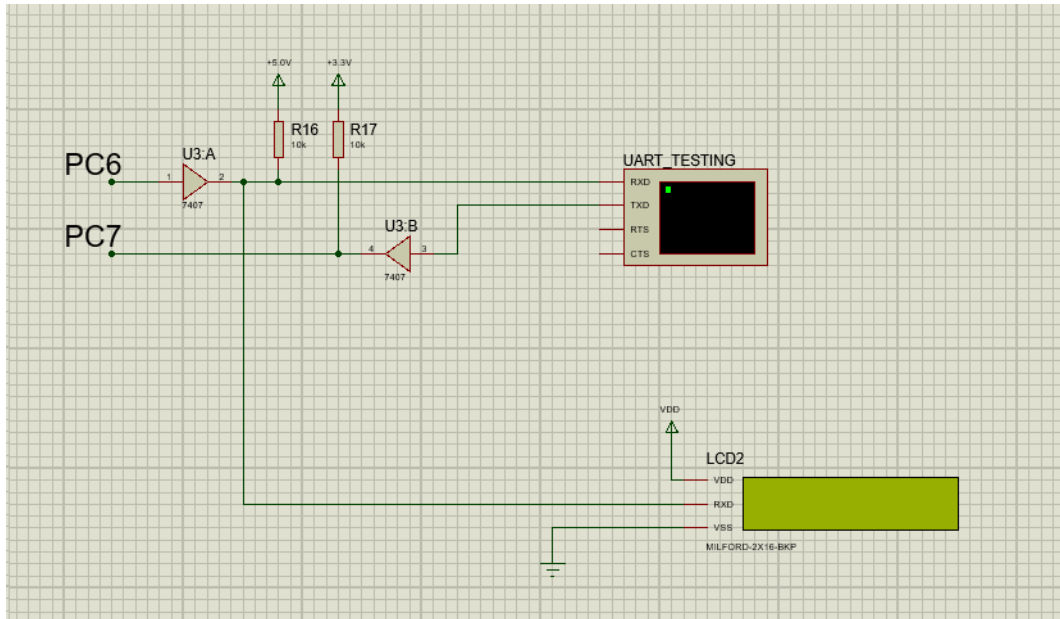 +5.0V
+3.3V
R16
10k
R17
10k
PC6
1
U3:A
2
7407
UART_TESTING
RXD
TXD
RTS
CTS
PC7
U3:B
4
3
7407
VDD
LCD2
VDD
RXD
VSS
MILFORD-2X16-BKP